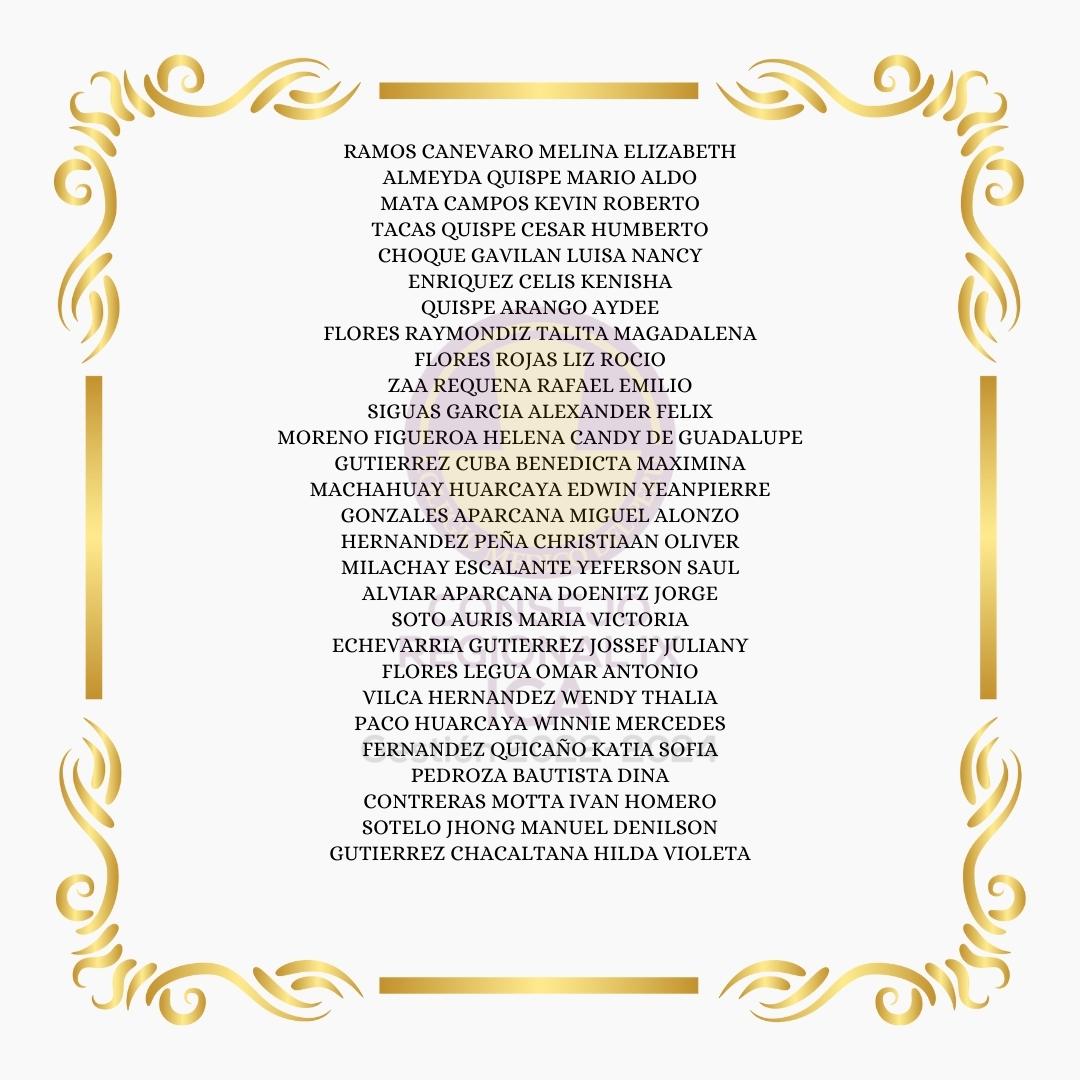 RAMOS CANEVARO MELINA ELIZABETH
ALMEYDA QUISPE MARIO ALDO
MATA CAMPOS KEVIN ROBERTO
TACAS QUISPE CESAR HUMBERTO
CHOQUE GAVILAN LUISA NANCY
ENRIQUEZ CELIS KENISHA
QUISPE ARANGO AYDEE
FLORES RAYMONDIZ TALITA MAGADALENA
FLORES ROJAS LIZ ROCIO
ZAA REQUENA RAFAEL EMILIO
SIGUAS GARCIA ALEXANDER FELIX
MORENO FIGUEROA HELENA CANDY DE GUADALUPE
GUTIERREZ CUBA BENEDICTA MAXIMINA
MACHAHUAY HUARCAYA EDWIN YEANPIERRE
GONZALES APARCANA MIGUEL ALONZO
HERNANDEZ PEÑA CHRISTIAAN OLIVER
MILACHAY ESCALANTE YEFERSON SAUL
ALVIAR APARCANA DOENITZ JORGE
SOTO AURIS MARIA VICTORIA
ECHEVARRIA GUTIERREZ JOSSEF JULIANY
FLORES LEGUA OMAR ANTONIO
VILCA HERNANDEZ WENDY THALIA
PACO HUARCAYA WINNIE MERCEDES
FERNANDEZ QUICAÑO KATIA SOFIA
PEDROZA BAUTISTA DINA
CONTRERAS MOTTA IVAN HOMERO
SOTELO JHONG MANUEL DENILSON
GUTIERREZ CHACALTANA HILDA VIOLETA
CONSEJO
REGIONAL IX
ICA
Gestión 2022-2024